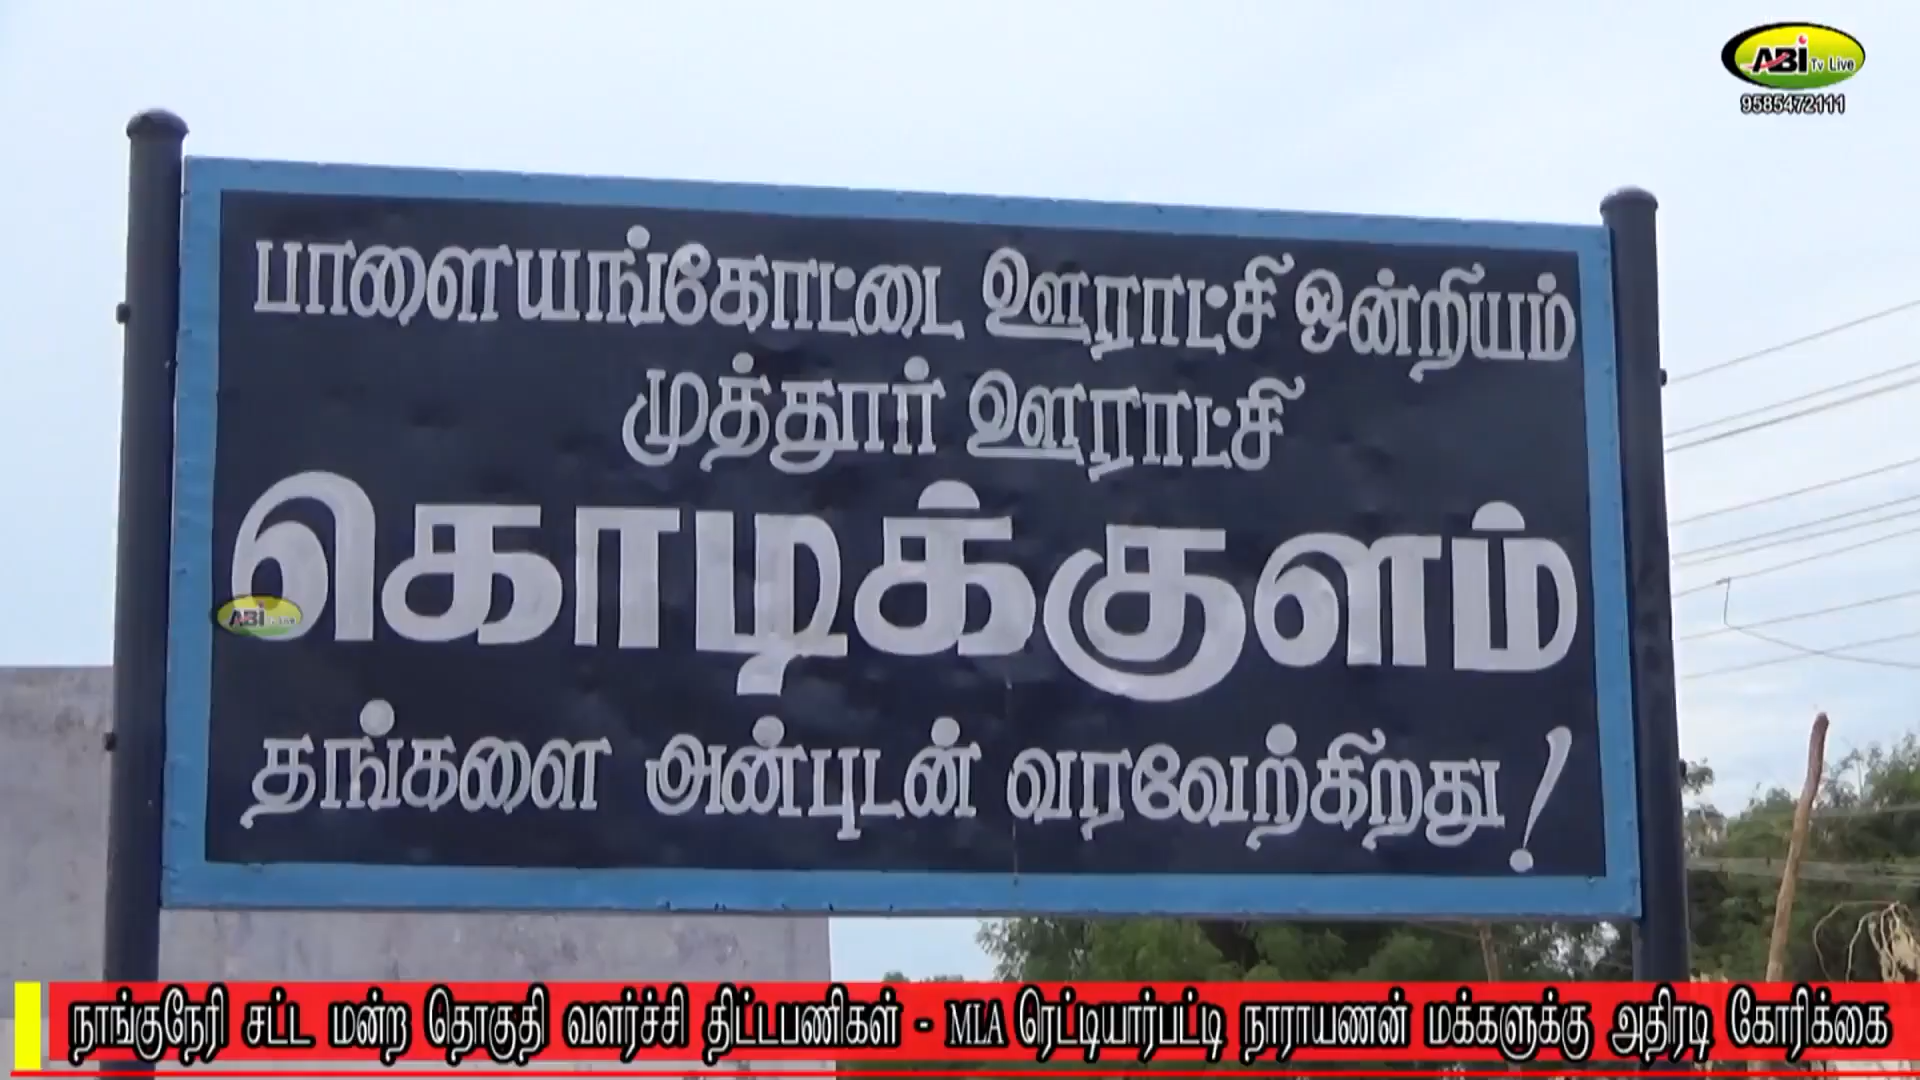 ABi Tv Live
9585472111
பாளையங்கோட்டை ஊராட்சி ஒன்றியம்
முத்தூர் ஊராட்சி
கொடிக்குளம்
ABi Tv Live
தங்களை அன்புடன் வரவேற்கிறது !
நாங்குநேரி சட்ட மன்ற தொகுதி வளர்ச்சி திட்டபணிகள் - MLA ரெட்டியார்பட்டி நாராயணன் மக்களுக்கு அதிரடி கோரிக்கை